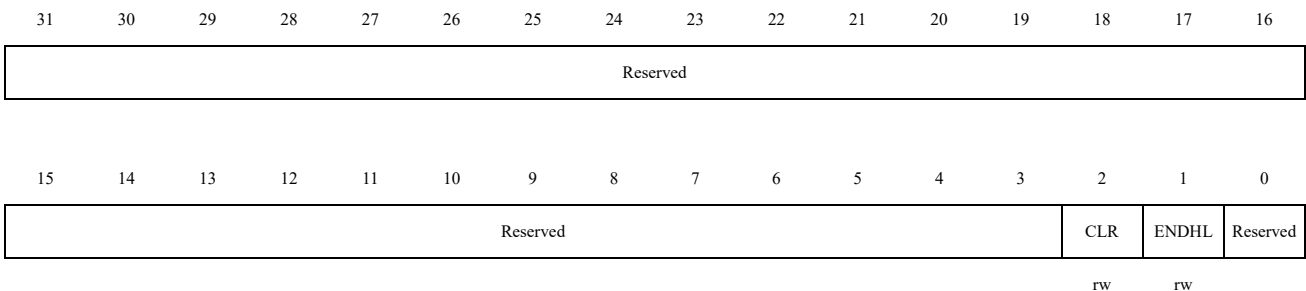 31 30 29 28 27 26 25 24 23 22 21 20 19 18 17 16
Reserved
15 14 13 12 11 10 9 8 7 6 5 4 3 2 1 0
Reserved CLR ENDHL Reserved
rw rw